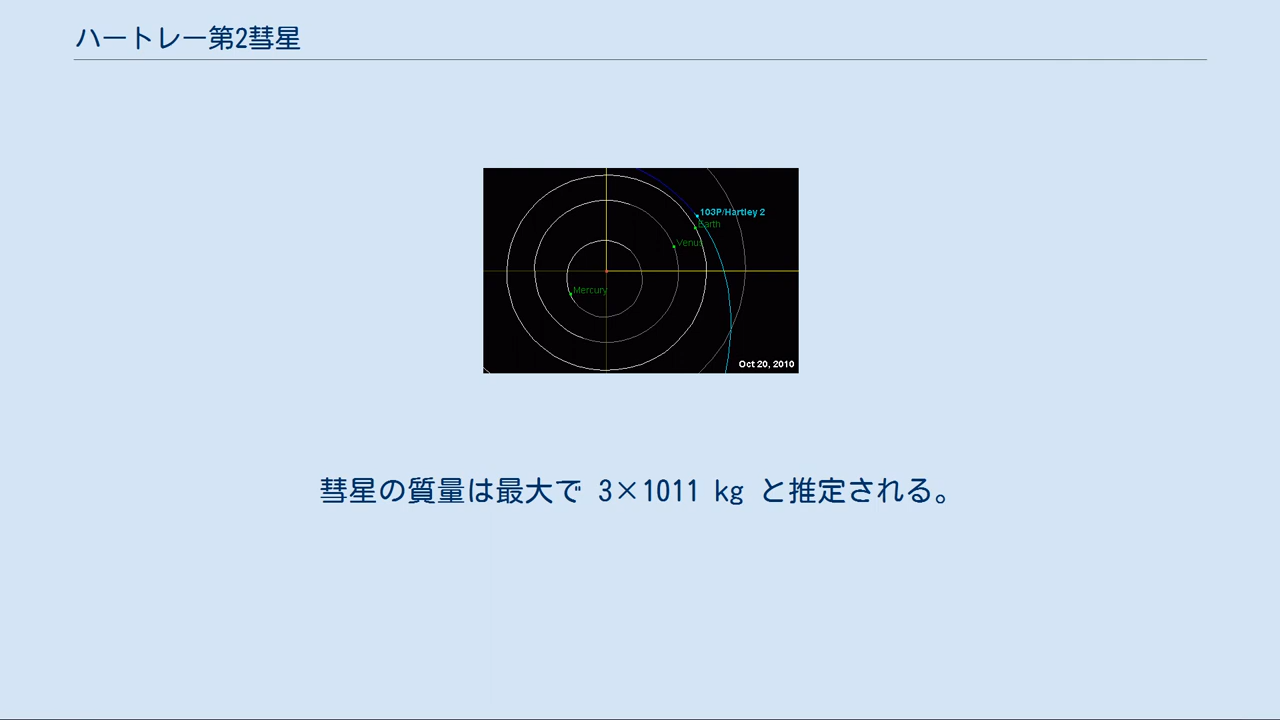 ハートレー第2彗星
103P/Hartley 2
Earth
Venus
Mercury
Oct 20, 2010
彗星の質量は最大で 3×1011 kg と推定される。